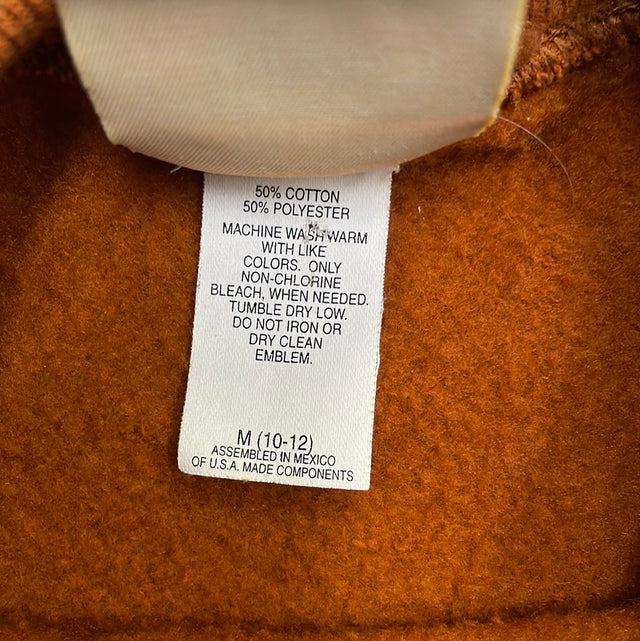 50% COTTON
50% POLYESTER
MACHINE WASH WARM
WITH LIKE
COLORS. ONLY
NON-CHLORINE
BLEACH, WHEN NEEDED.
TUMBLE DRY LOW.
DO NOT IRON OR
DRY CLEAN
EMBLEM.
M (10-12)
ASSEMBLED IN MEXICO
OF U.S.A. MADE COMPONENTS